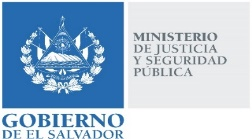 GOBIERNO
DE EL SALVADOR
MINISTERIO
DE JUSTICIA
Y SEGURIDAD
PÚBLICA